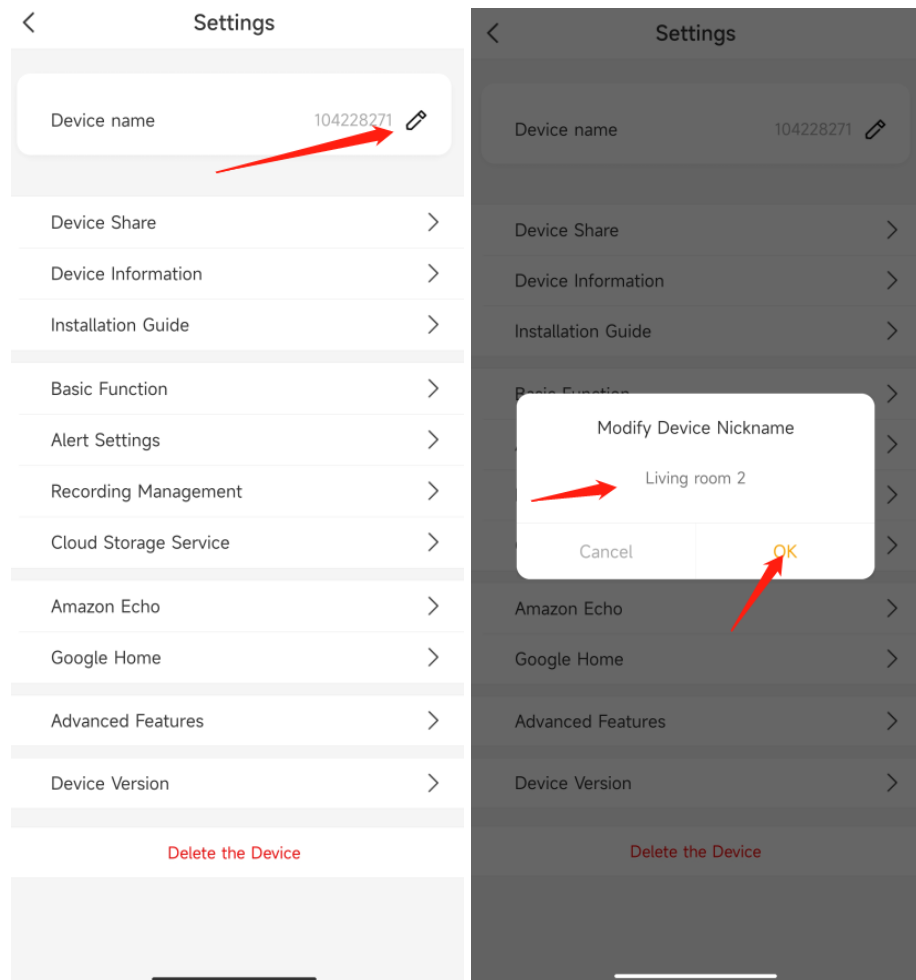 Settings
Device name 104228271
Device Share
Device Information
Installation Guide
Basic Function
Alert Settings
Recording Management
Cloud Storage Service
Amazon Echo
Google Home
Advanced Features
Device Version
Delete the Device
Settings
Device name 104228271
Device Share
Device Information
Installation Guide
Basic Function
Modify Device Nickname
Living room 2
Cancel OK
Amazon Echo
Google Home
Advanced Features
Device Version
Delete the Device